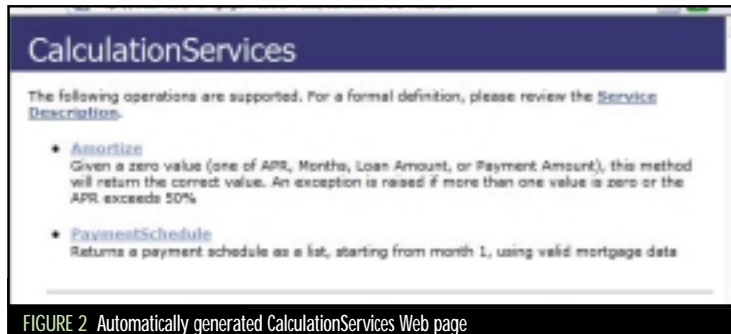 CalculationServices
The following operations are supported. For a formal definition, please review the Service
Description.
• Amortize
Given a zero value (one of APR, Months, Loan Amount, or Payment Amount), this method
will return the correct value. An exception is raised if more than one value is zero or the
APR exceeds 50%
• PaymentSchedule
Returns a payment schedule as a list, starting from month 1, using valid mortgage data
FIGURE 2 Automatically generated CalculationServices Web page